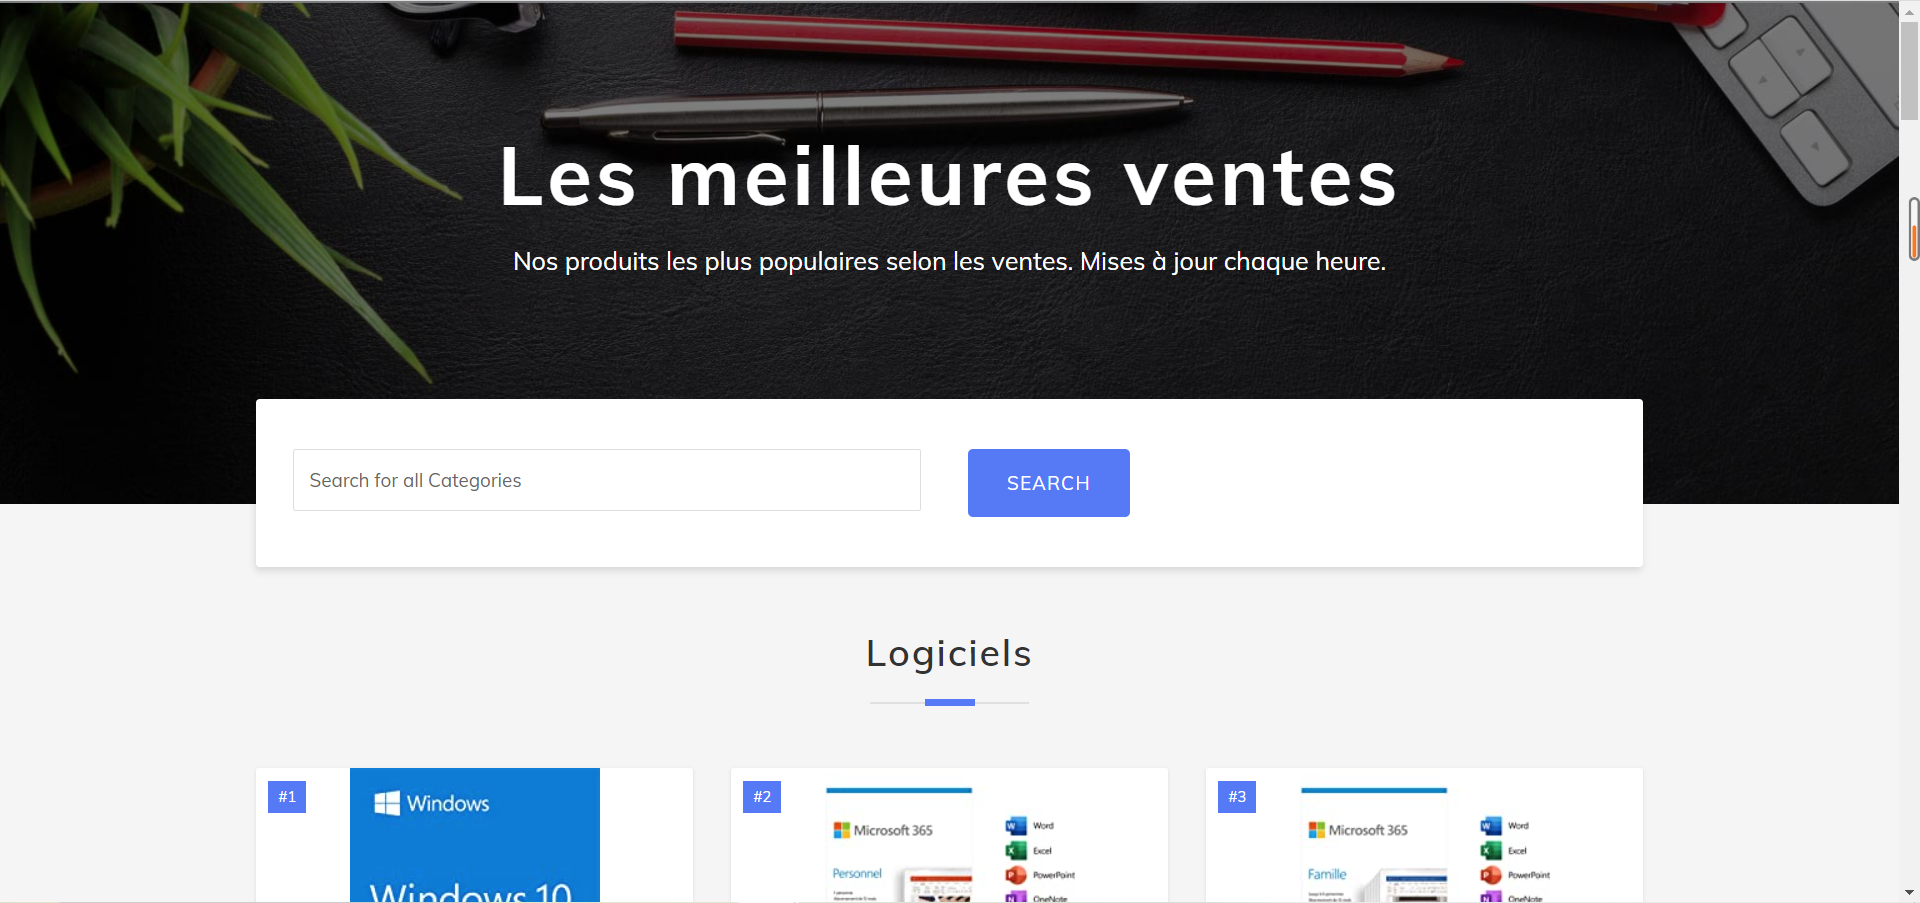 Les meilleures ventes
Nos produits les plus populaires selon les ventes. Mises à jour chaque heure.
Search for all Categories
SEARCH
Logiciels
#1
Windows
Windows 10
#2
Microsoft 365
Personnel
Word
Excel
PowerPoint
OneNote
#3
Microsoft 365
Famille
Word
Excel
PowerPoint
OneNote